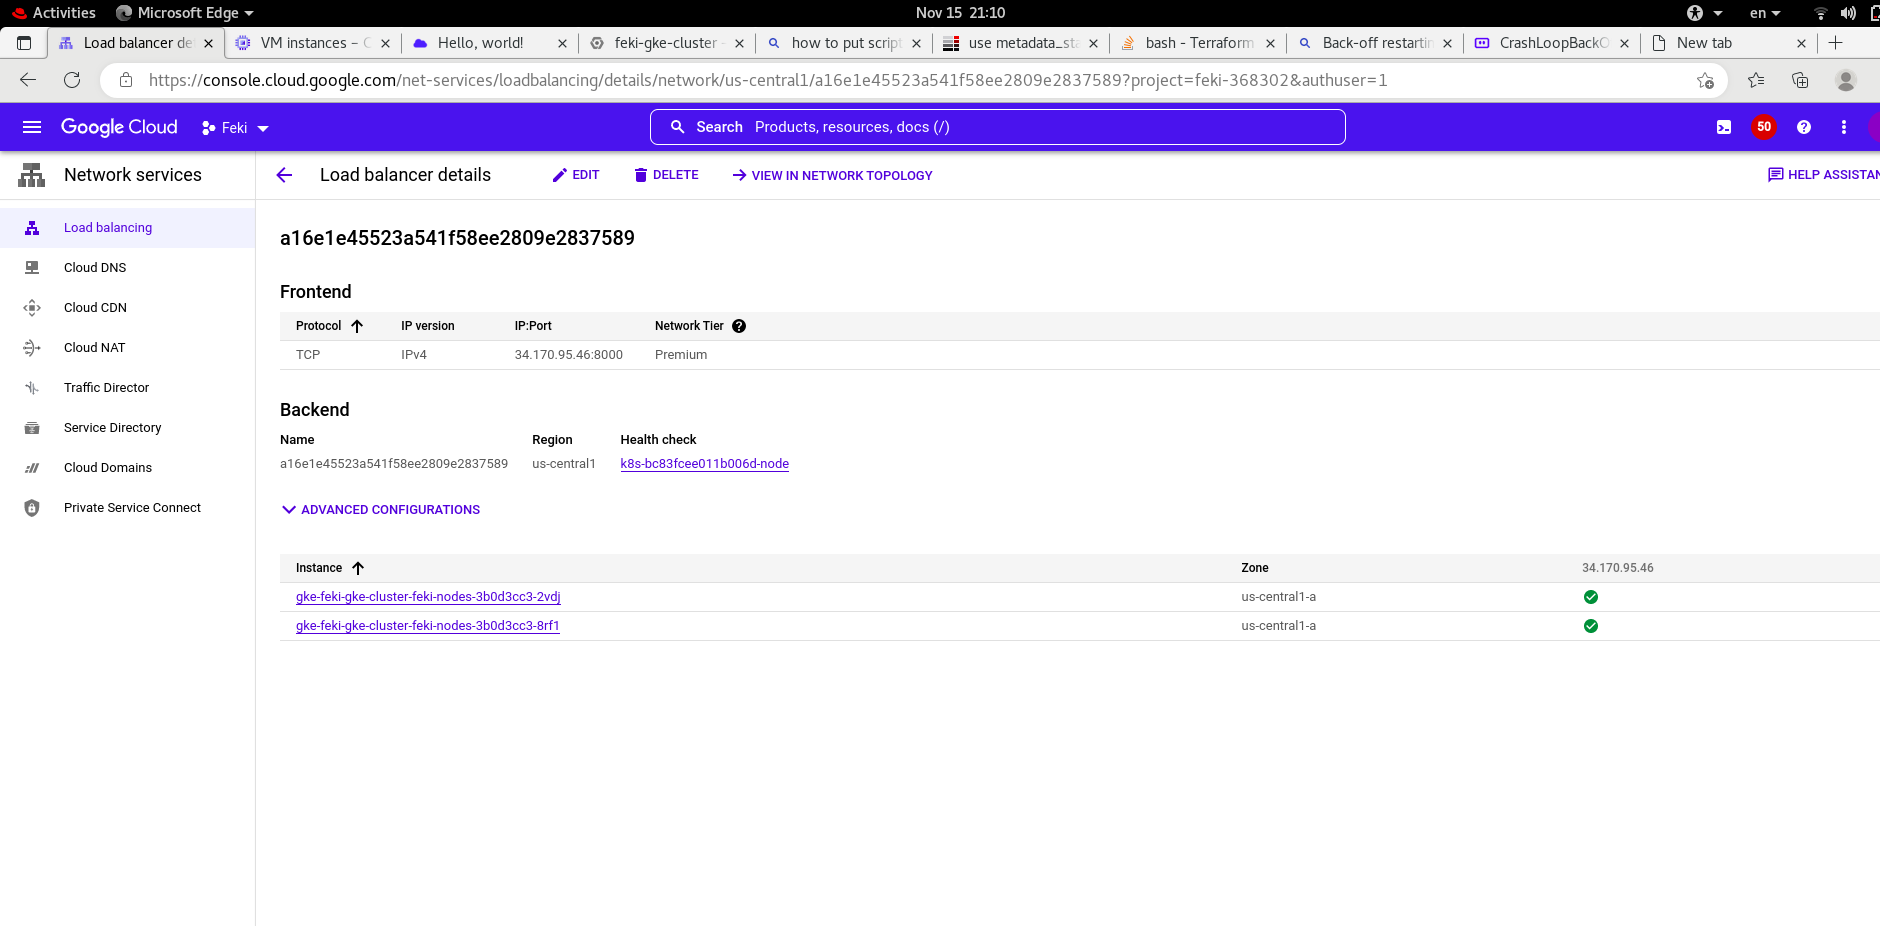 Activities Microsoft Edge Nov 15 21:10 en
Load balancer de VM instances – C Hello, world! feki-gke-cluster - how to put script use metadata_sta bash - Terraform Back-off restartin CrashLoopBackO New tab
https://console.cloud.google.com/net-services/loadbalancing/details/network/us-central1/a16e1e45523a541f58ee2809e2837589?project=feki-368302&authuser=1
Google Cloud Feki Search Products, resources, docs (/) 50
Network services Load balancer details EDIT DELETE VIEW IN NETWORK TOPOLOGY HELP ASSISTAN
Load balancing
Cloud DNS
Cloud CDN
Cloud NAT
Traffic Director
Service Directory
Cloud Domains
Private Service Connect
a16e1e45523a541f58ee2809e2837589
Frontend
Protocol IP version IP:Port Network Tier
TCP IPv4 34.170.95.46:8000 Premium
Backend
Name Region Health check
a16e1e45523a541f58ee2809e2837589 us-central1 k8s-bc83fcee011b006d-node
ADVANCED CONFIGURATIONS
Instance Zone 34.170.95.46
gke-feki-gke-cluster-feki-nodes-3b0d3cc3-2vdj us-central1-a
gke-feki-gke-cluster-feki-nodes-3b0d3cc3-8rf1 us-central1-a